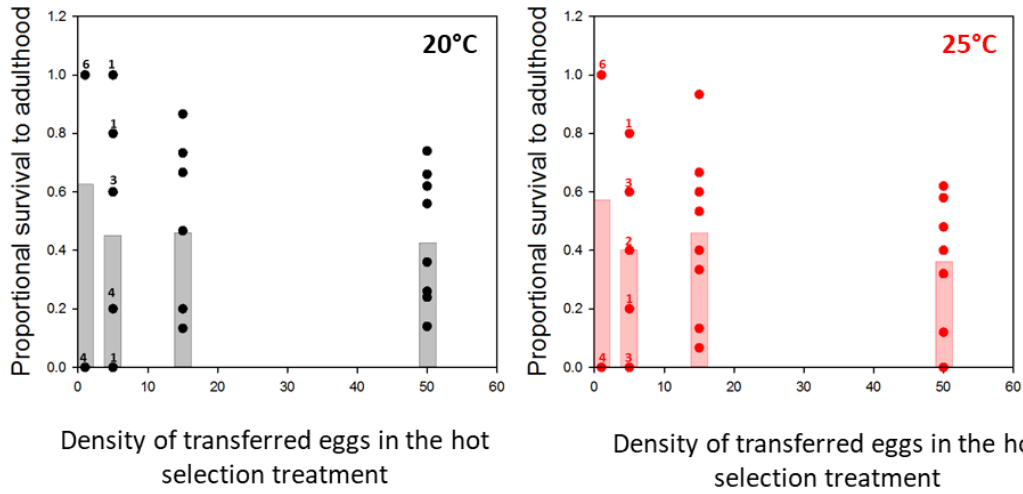 Proportional survival to adulthood
1.2
1.0
0.8
0.6
0.4
0.2
0.0
20°C
6
1
1
3
4
4
1
0 10 20 30 40 50 60
Density of transferred eggs in the hot
selection treatment
Proportional survival to adulthood
1.2
1.0
0.8
0.6
0.4
0.2
0.0
25°C
6
1
3
2
1
4
3
0 10 20 30 40 50 60
Density of transferred eggs in the ho
selection treatment